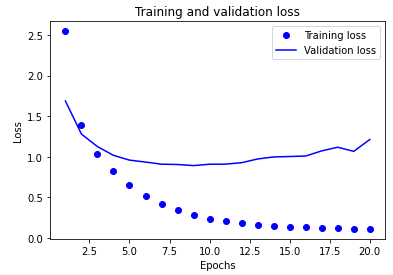 Training and validation loss
Training loss
Validation loss
2.5
2.0
1.5
1.0
0.5
0.0
Loss
2.5
5.0
7.5
10.0
12.5
15.0
17.5
20.0
Epochs